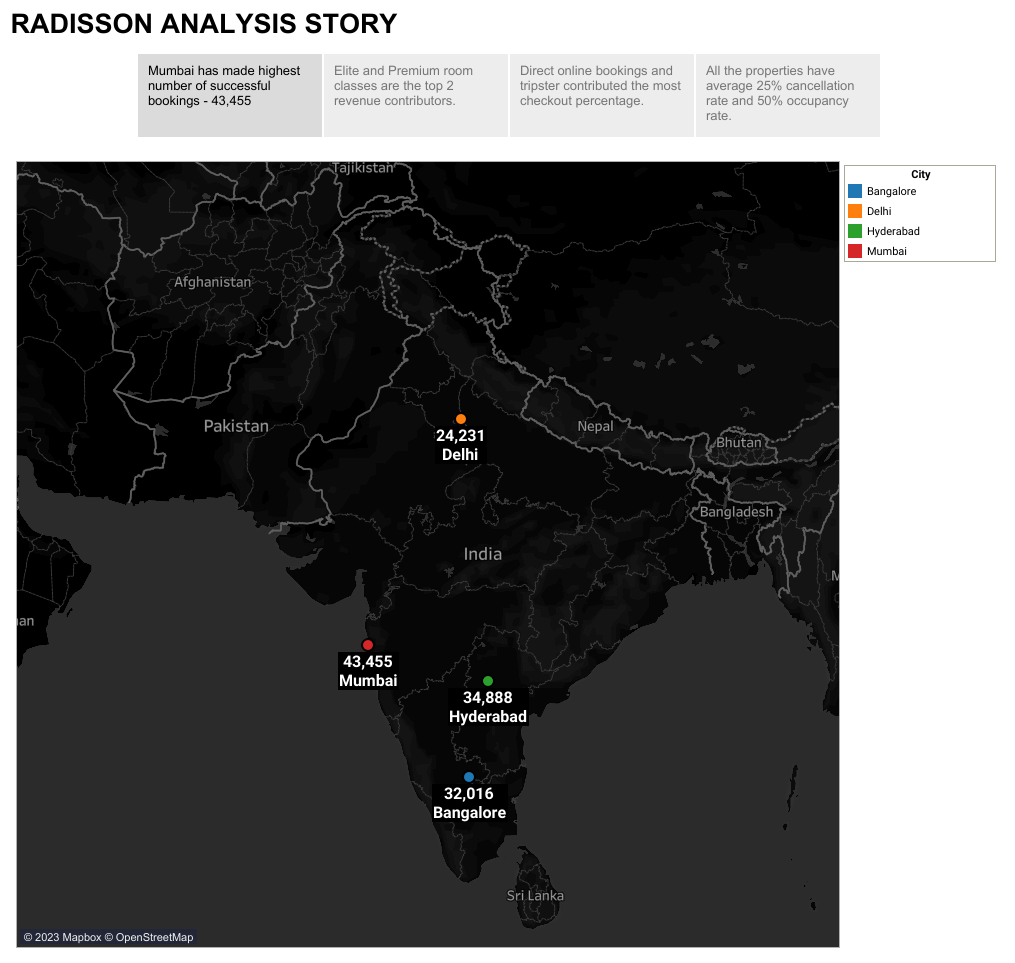 RADISSON ANALYSIS STORY
Mumbai has made highest
number of successful
bookings - 43,455
Elite and Premium room
classes are the top 2
revenue contributors.
Direct online bookings and
tripster contributed the most
checkout percentage.
All the properties have
average 25% cancellation
rate and 50% occupancy
rate.
City
Bangalore
Delhi
Hyderabad
Mumbai
Tajikistan
Afghanistan
Pakistan
24,231
Delhi
Nepal
Bhutan
Bangladesh
India
M
an
43,455
Mumbai
34,888
Hyderabad
32,016
Bangalore
Sri Lanka
© 2023 Mapbox © OpenStreetMap